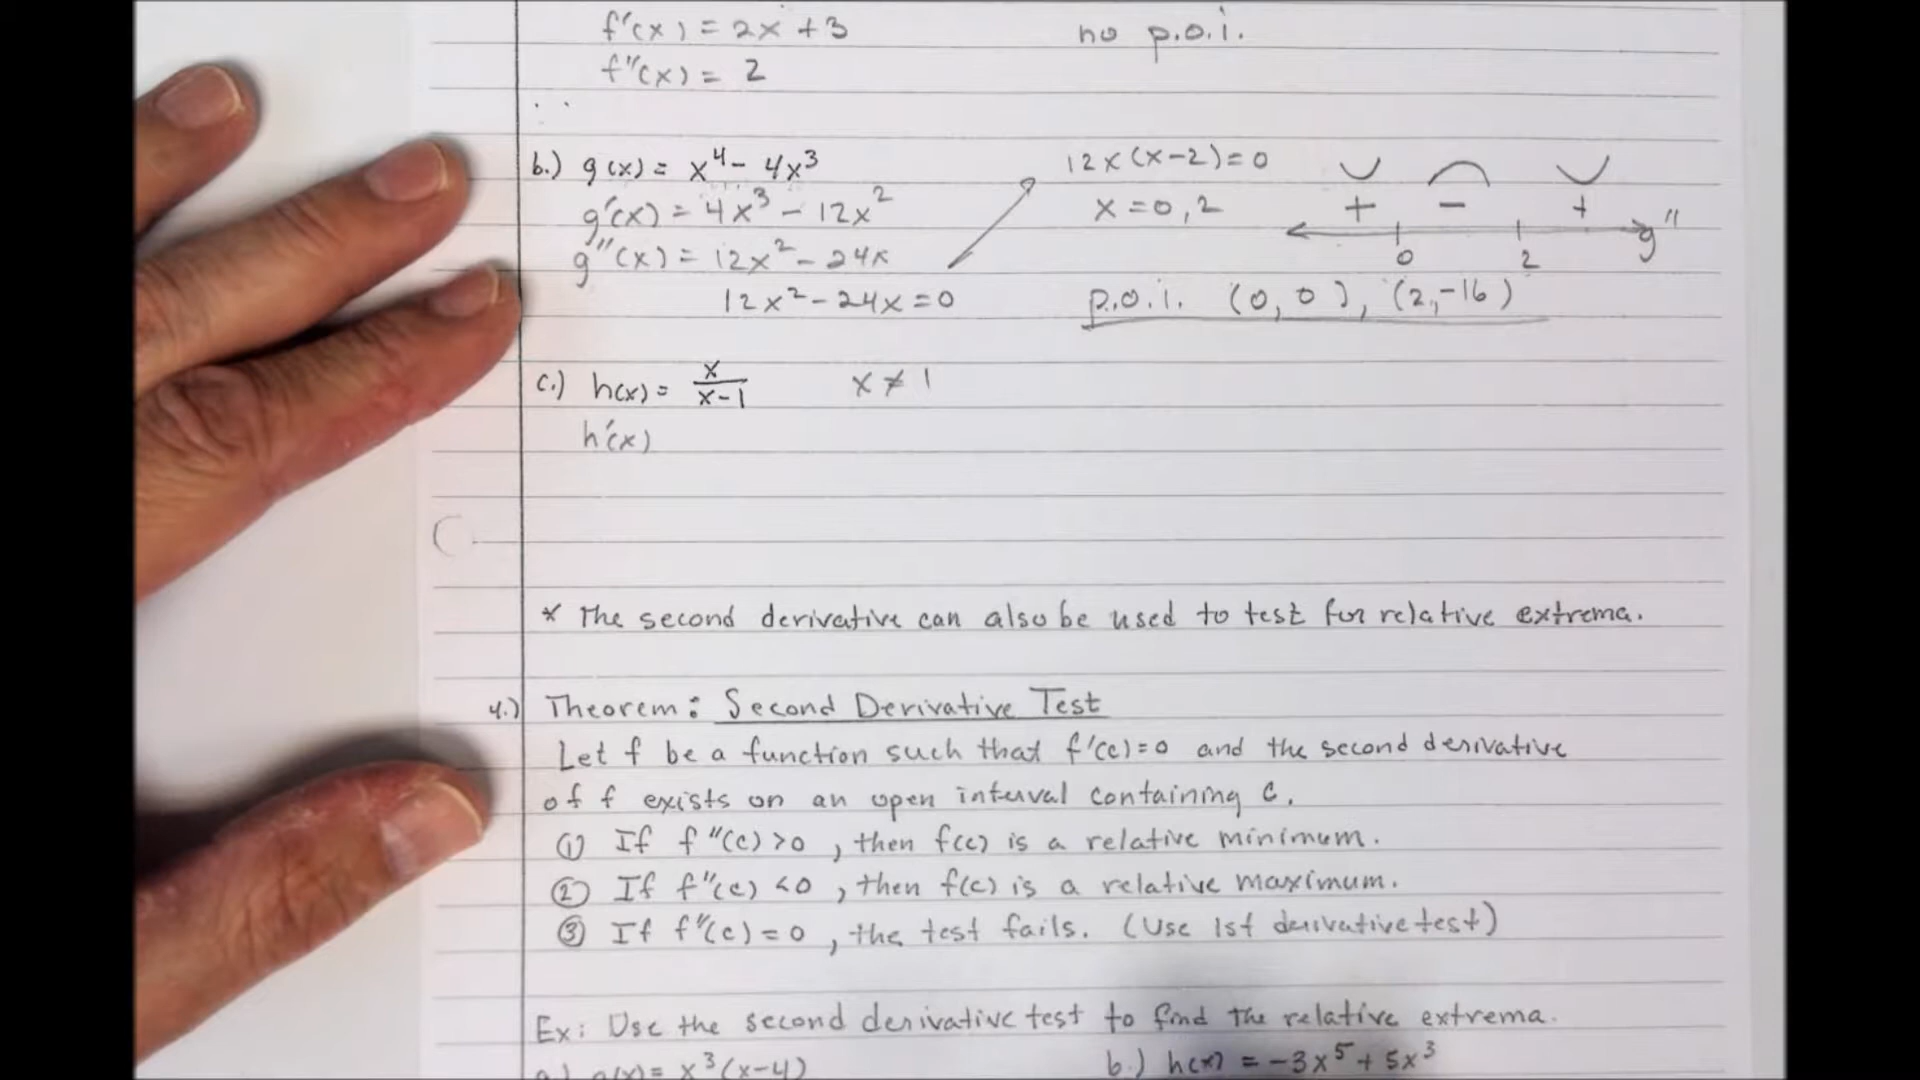 f'(x) = 2x + 3
no p.o.i.
f''(x) = 2
b.) g(x) = x⁴ - 4x³
g'(x) = 4x³ - 12x²
g''(x) = 12x² - 24x
12x² - 24x = 0
12x(x-2) = 0
x = 0, 2
+ - +
0 2 g''
p.o.i. (0, 0), (2, -16)
c.) h(x) = x/(x-1) x ≠ 1
h'(x)
* The second derivative can also be used to test for relative extrema.
4.) Theorem: Second Derivative Test
Let f be a function such that f'(c)=0 and the second derivative
of f exists on an open interval containing c.
① If f''(c) >0, then f(c) is a relative minimum.
② If f''(c) <0, then f(c) is a relative maximum.
③ If f''(c) = 0, the test fails. (Use 1st derivative test)
Ex: Use the second derivative test to find the relative extrema.
a.) g(x) = x³(x-4)
b.) h(x) = -3x⁵ + 5x³